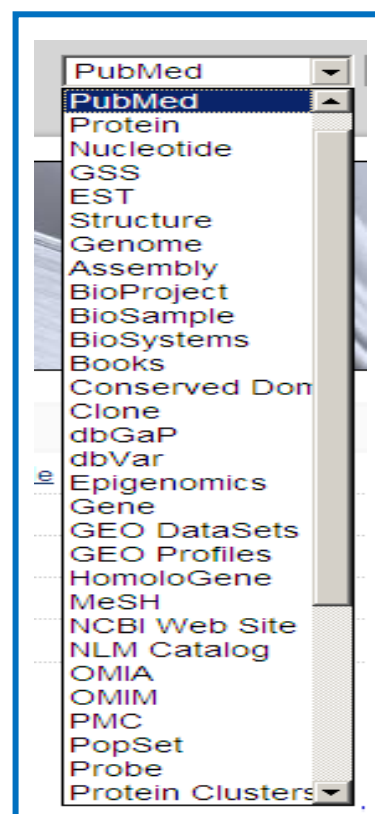 PubMed
PubMed
Protein
Nucleotide
GSS
EST
Structure
Genome
Assembly
BioProject
BioSample
BioSystems
Books
Conserved Dom
Clone
dbGaP
dbVar
e
Epigenomics
Gene
GEO DataSets
GEO Profiles
HomoloGene
MeSH
NCBI Web Site
NLM Catalog
OMIA
OMIM
PMC
PopSet
Probe
Protein Clusters
.